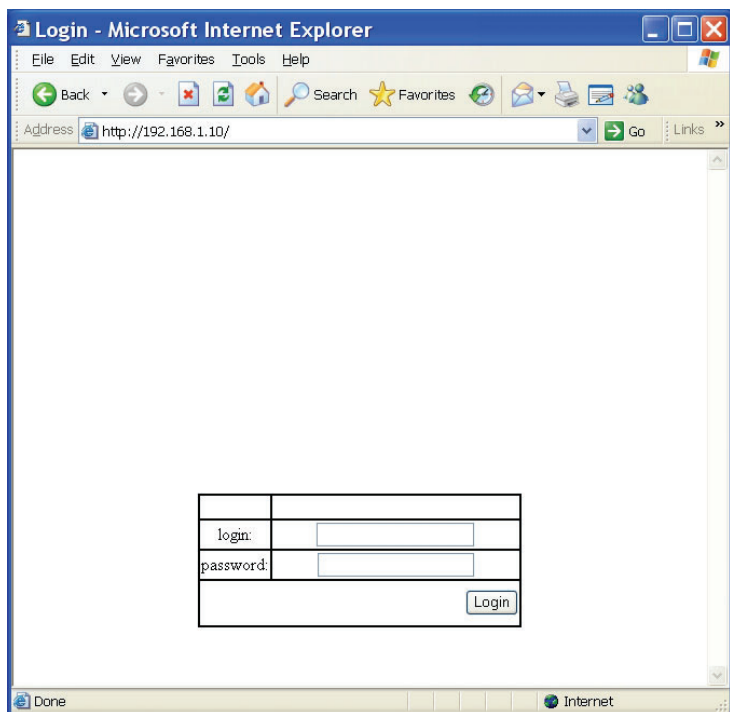 Login - Microsoft Internet Explorer
File Edit View Favorites Tools Help
Back Search Favorites
Address http://192.168.1.10/ Go Links »
login:
password:
Login
Done Internet